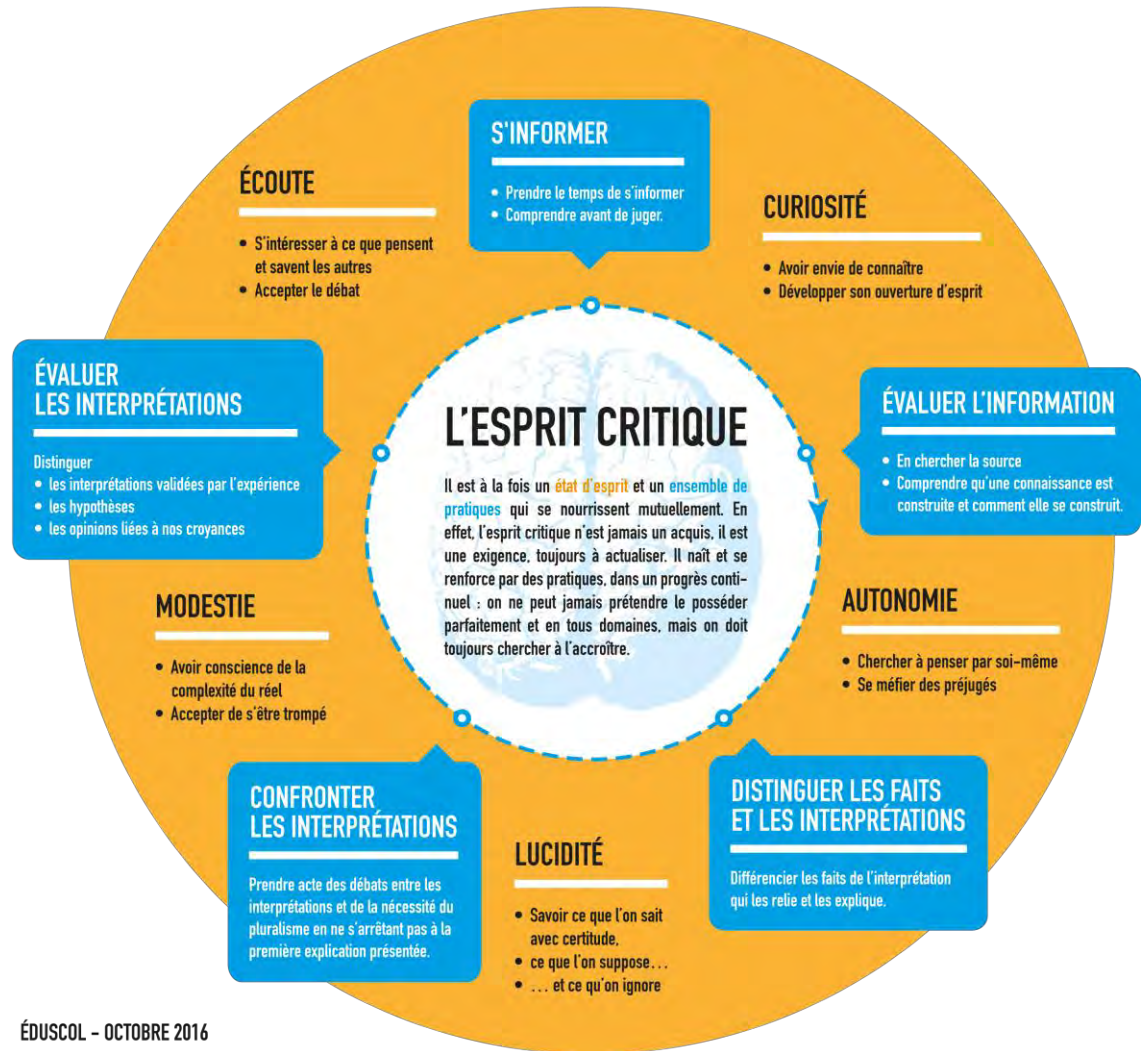 S'INFORMER
• Prendre le temps de s'informer
• Comprendre avant de juger.
ÉCOUTE
• S'intéresser à ce que pensent
et savent les autres
• Accepter le débat
CURIOSITÉ
• Avoir envie de connaître
• Développer son ouverture d'esprit
ÉVALUER
LES INTERPRÉTATIONS
Distinguer
• les interprétations validées par l'expérience
• les hypothèses
• les opinions liées à nos croyances
L'ESPRIT CRITIQUE
Il est à la fois un état d'esprit et un ensemble de
pratiques qui se nourrissent mutuellement. En
effet, l'esprit critique n'est jamais un acquis, il est
une exigence, toujours à actualiser. Il naît et se
renforce par des pratiques, dans un progrès conti-
nuel : on ne peut jamais prétendre le posséder
parfaitement et en tous domaines, mais on doit
toujours chercher à l'accroître.
ÉVALUER L'INFORMATION
• En chercher la source
• Comprendre qu'une connaissance est
construite et comment elle se construit.
MODESTIE
• Avoir conscience de la
complexité du réel
• Accepter de s'être trompé
AUTONOMIE
• Chercher à penser par soi-même
• Se méfier des préjugés
CONFRONTER
LES INTERPRÉTATIONS
Prendre acte des débats entre les
interprétations et de la nécessité du
pluralisme en ne s'arrêtant pas à la
première explication présentée.
LUCIDITÉ
• Savoir ce que l'on sait
avec certitude,
• ce que l'on suppose...
• ... et ce qu'on ignore
DISTINGUER LES FAITS
ET LES INTERPRÉTATIONS
Différencier les faits de l'interprétation
qui les relie et les explique.
ÉDUSCOL - OCTOBRE 2016